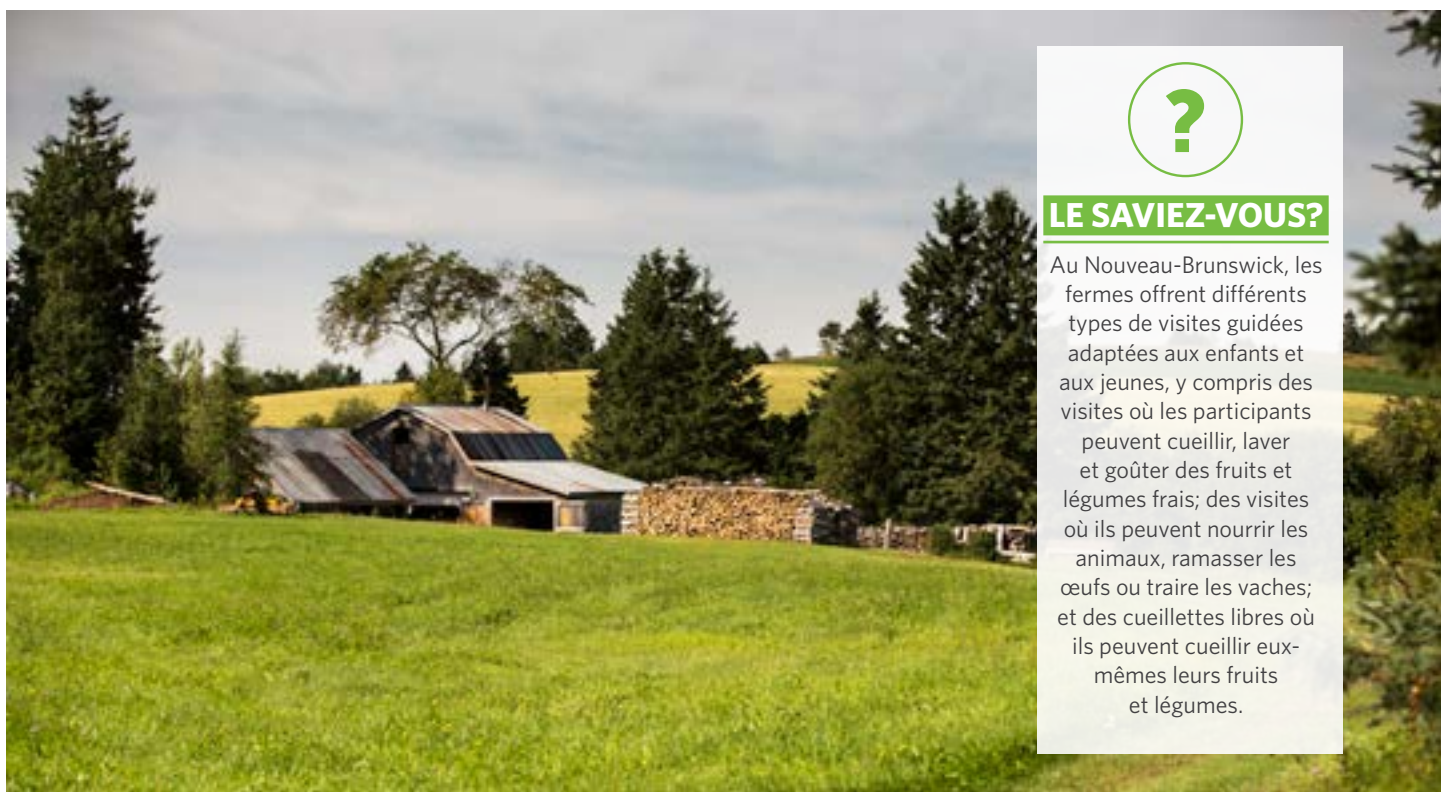 ?
LE SAVIEZ-VOUS?
Au Nouveau-Brunswick, les
fermes offrent différents
types de visites guidées
adaptées aux enfants et
aux jeunes, y compris des
visites où les participants
peuvent cueillir, laver
et goûter des fruits et
légumes frais; des visites
où ils peuvent nourrir les
animaux, ramasser les
œufs ou traire les vaches;
et des cueillettes libres où
ils peuvent cueillir eux-
mêmes leurs fruits
et légumes.